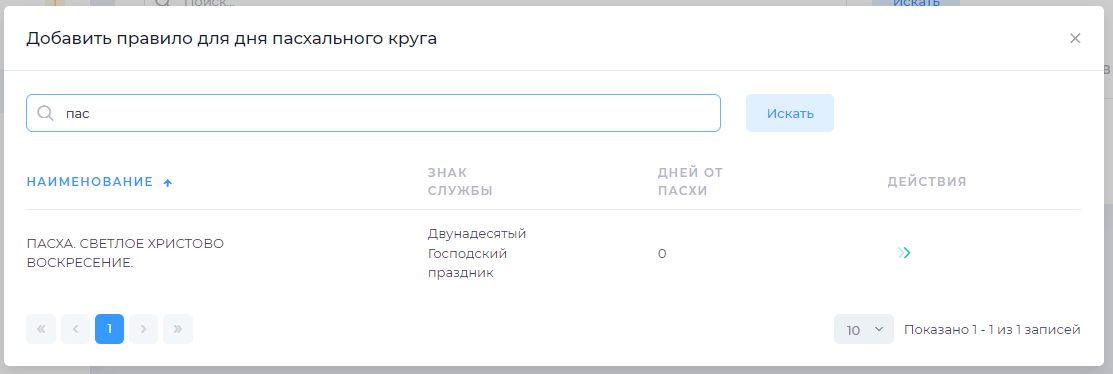 Поиск...
Искать
Добавить правило для дня пасхального круга
пас
Искать
НАИМЕНОВАНИЕ
ЗНАК
СЛУЖБЫ
ДНЕЙ ОТ
ПАСХИ
ДЕЙСТВИЯ
ПАСХА. СВЕТЛОЕ ХРИСТОВО
ВОСКРЕСЕНИЕ.
Двунадесятый
Господский
праздник
0
1
10
Показано 1 - 1 из 1 записей